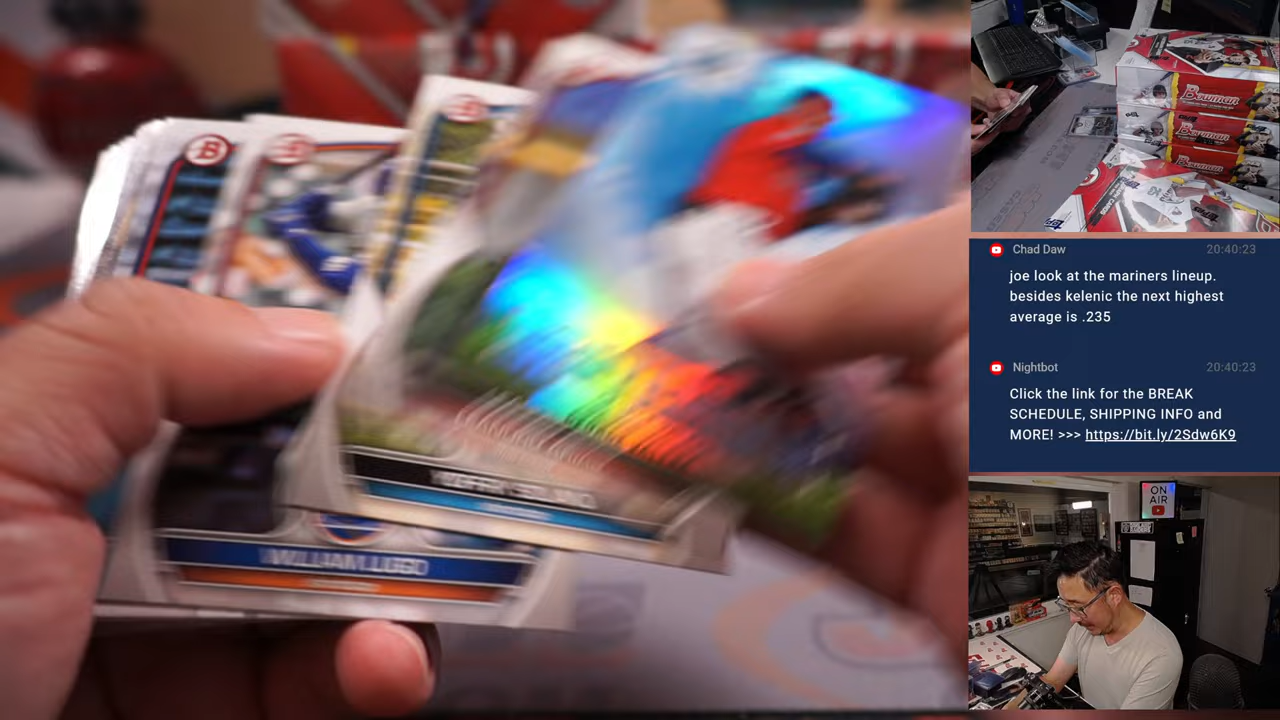 B
B
B
WILLIAM LUGO
KERRY
BOWMAN
BOWMAN
BOWMAN
Chad Daw
20:40:23
joe look at the mariners lineup.
besides kelenic the next highest
average is .235
Nightbot
20:40:23
Click the link for the BREAK
SCHEDULE, SHIPPING INFO and
MORE! >>> https://bit.ly/2Sdw6K9
ON
AIR